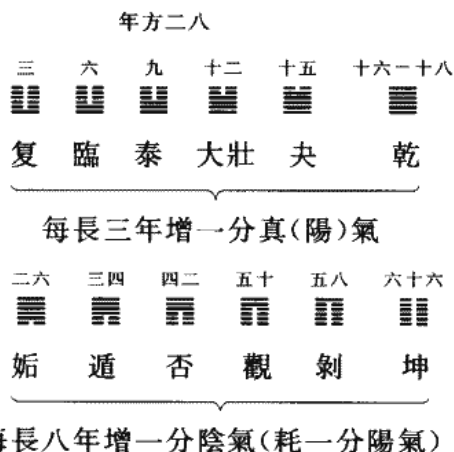 年方二八
三 六 九 十二 十五 十六－十八
复 臨 泰 大壯 夬 乾
每長三年增一分真(陽)氣
二六 三四 四二 五十 五八 六十六
姤 遁 否 觀 剝 坤
每長八年增一分陰氣(耗一分陽氣)